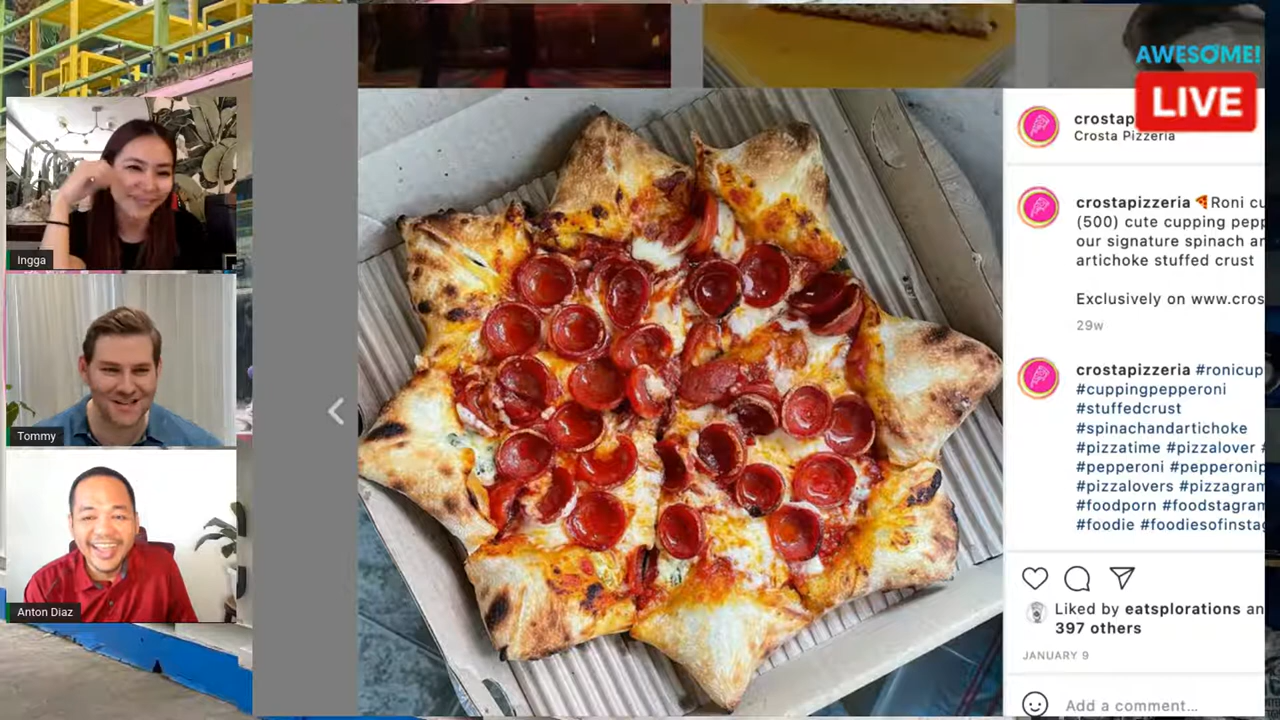 AWESOME!
LIVE
Ingga
Tommy
Anton Diaz
crostap
Crosta Pizzeria
crostapizzeria 🍕Roni cu
(500) cute cupping pepp
our signature spinach ar
artichoke stuffed crust
Exclusively on www.cros
29w
crostapizzeria #ronicup
#cuppingpepperoni
#stuffedcrust
#spinachandartichoke
#pizzatime #pizzalover #
#pepperoni #pepperonip
#pizzalovers #pizzagram
#foodporn #foodstagram
#foodie #foodiesofinsta
Liked by eatsplorations an
397 others
JANUARY 9
Add a comment...